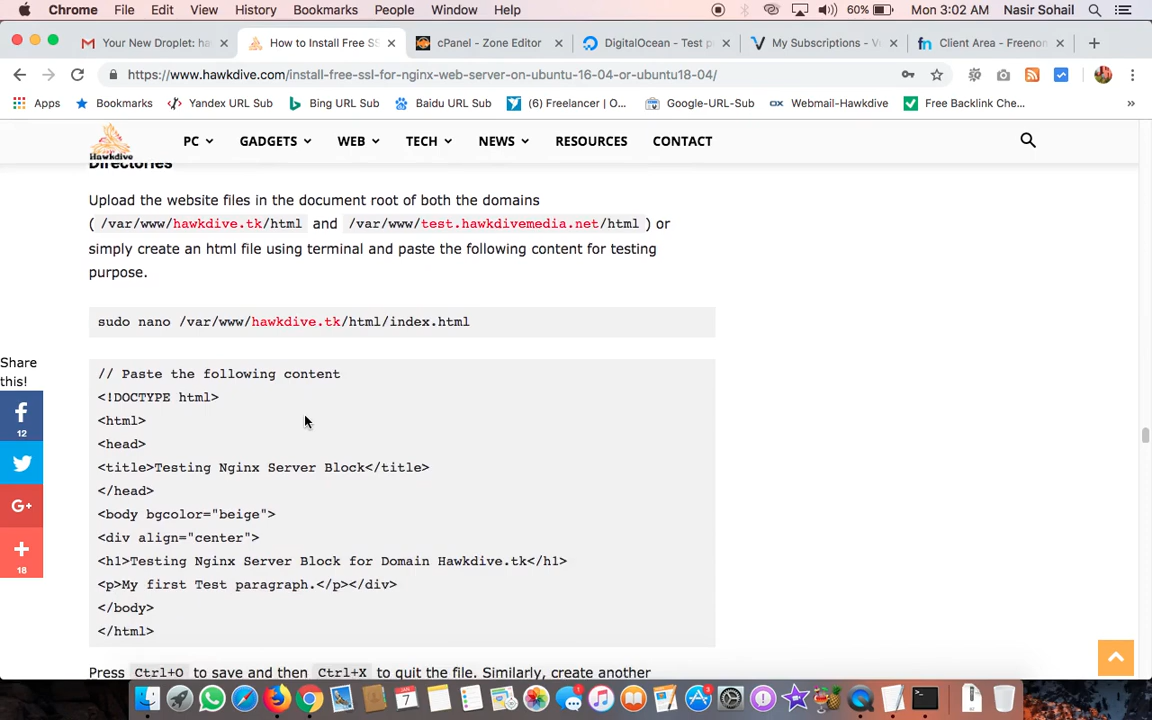 Chrome File Edit View History Bookmarks People Window Help 60% Mon 3:02 AM Nasir Sohail
Your New Droplet: ha How to Install Free SS cPanel - Zone Editor DigitalOcean - Test p My Subscriptions - V Client Area - Freenon
https://www.hawkdive.com/install-free-ssl-for-nginx-web-server-on-ubuntu-16-04-or-ubuntu18-04/
Apps Bookmarks Yandex URL Sub Bing URL Sub Baidu URL Sub (6) Freelancer | O... Google-URL-Sub ox Webmail-Hawkdive Free Backlink Che... »
Hawkdive PC GADGETS WEB TECH NEWS RESOURCES CONTACT
Directories
Upload the website files in the document root of both the domains
( /var/www/hawkdive.tk/html and /var/www/test.hawkdivemedia.net/html ) or
simply create an html file using terminal and paste the following content for testing
purpose.
sudo nano /var/www/hawkdive.tk/html/index.html
// Paste the following content
<!DOCTYPE html>
<html>
<head>
<title>Testing Nginx Server Block</title>
</head>
<body bgcolor="beige">
<div align="center">
<h1>Testing Nginx Server Block for Domain Hawkdive.tk</h1>
<p>My first Test paragraph.</p></div>
</body>
</html>
Press Ctrl+O to save and then Ctrl+X to quit the file. Similarly, create another
Share
this!
12
G+
18